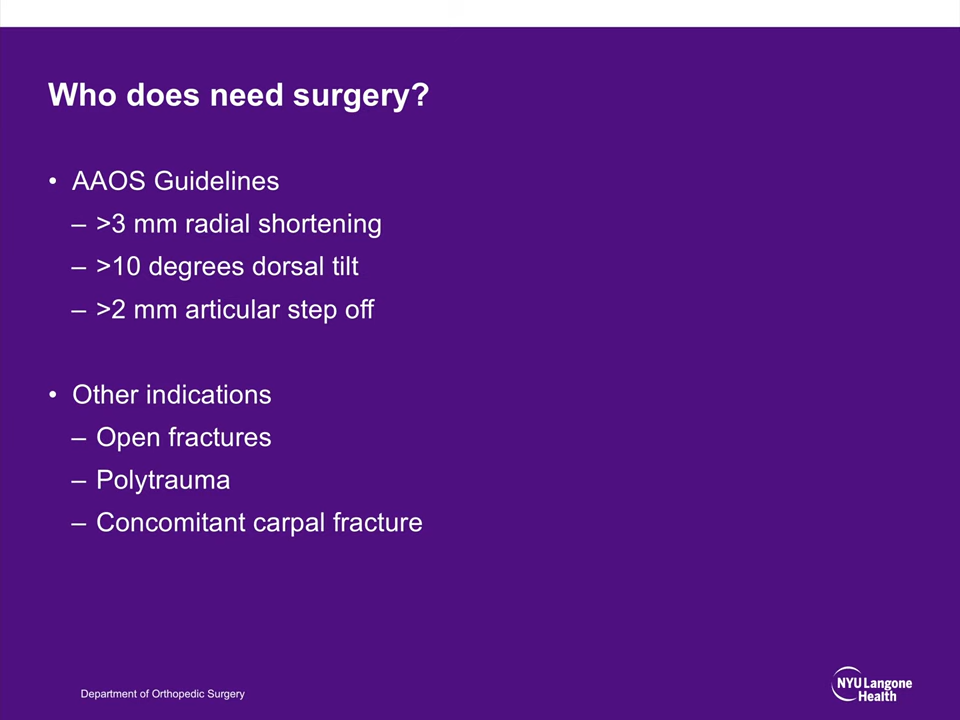 Who does need surgery?
• AAOS Guidelines
– >3 mm radial shortening
– >10 degrees dorsal tilt
– >2 mm articular step off
• Other indications
– Open fractures
– Polytrauma
– Concomitant carpal fracture
Department of Orthopedic Surgery
NYU Langone
Health